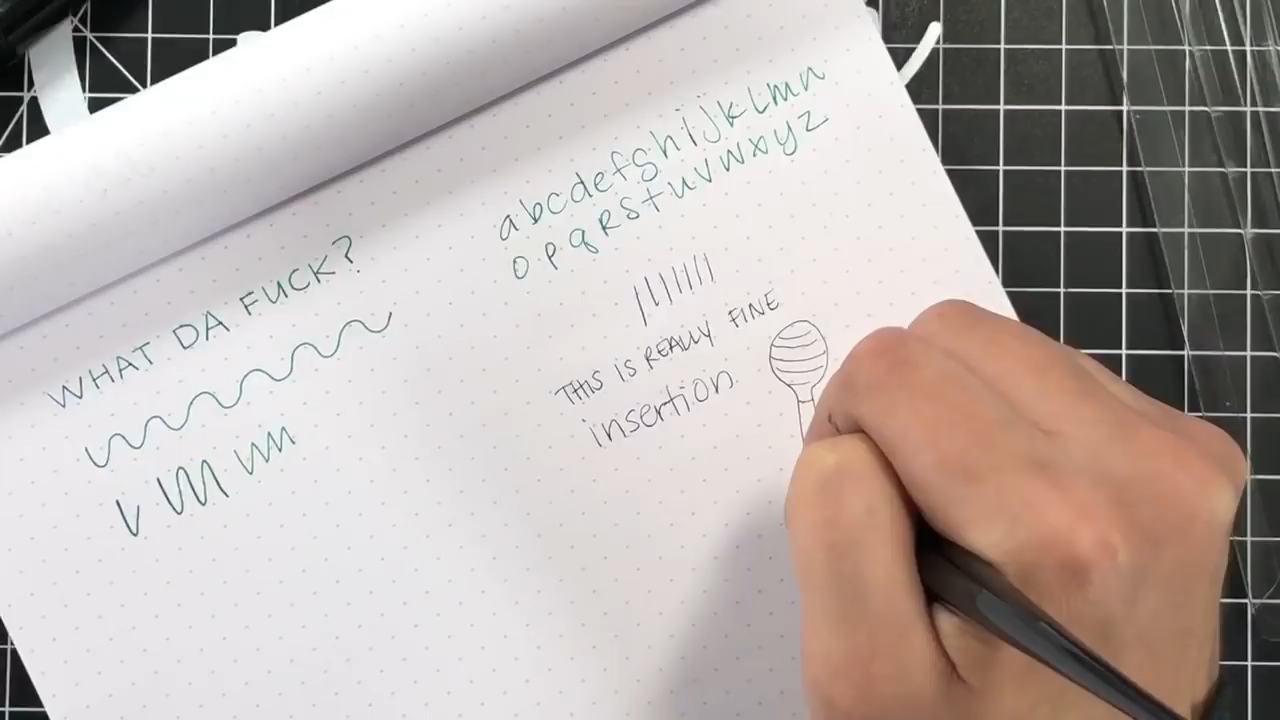 WHAT DA FUCK?
abcdefghijklmn
opqrstuvwxyz
THIS IS REALLY FINE
insertion